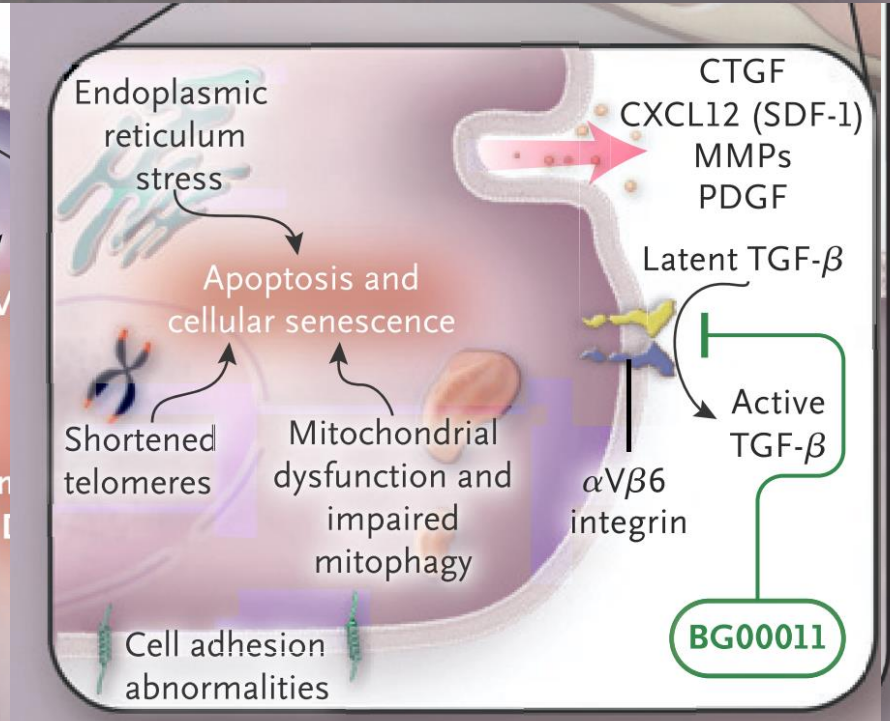 Endoplasmic
reticulum
stress
Apoptosis and
cellular senescence
Shortened
telomeres
Mitochondrial
dysfunction and
impaired
mitophagy
Cell adhesion
abnormalities
CTGF
CXCL12 (SDF-1)
MMPs
PDGF
Latent TGF-β
Active
TGF-β
αVβ6
integrin
BG00011